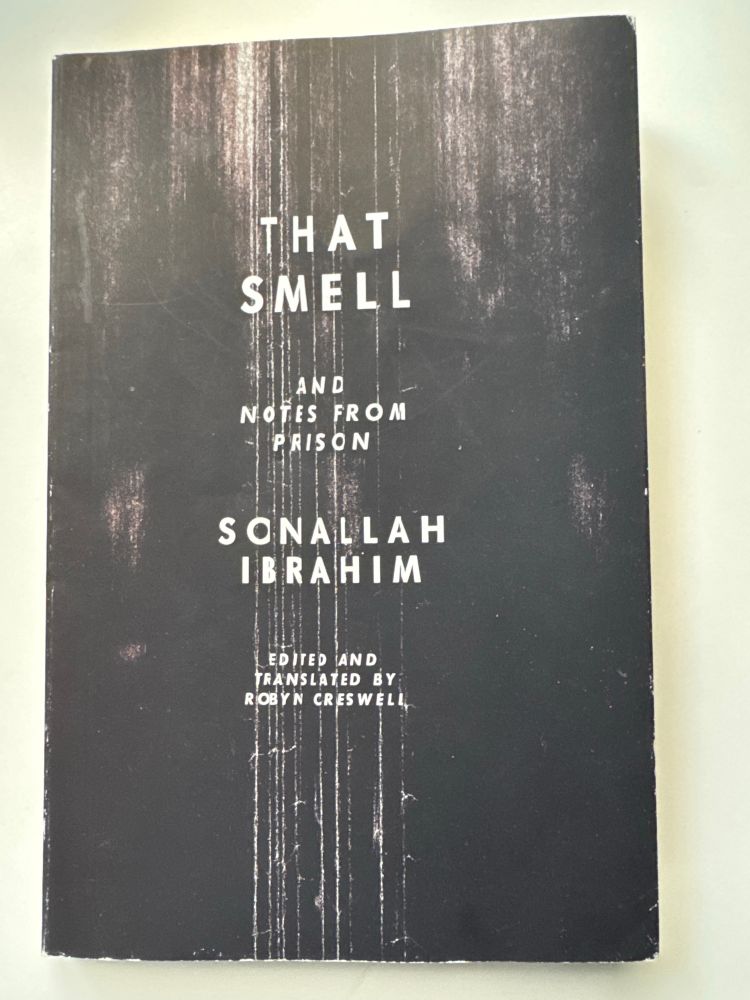 THAT
SMELL
AND
NOTES FROM
PRISON
SONALLAH
IBRAHIM
EDITED AND
TRANSLATED BY
ROBYN CRESWELL